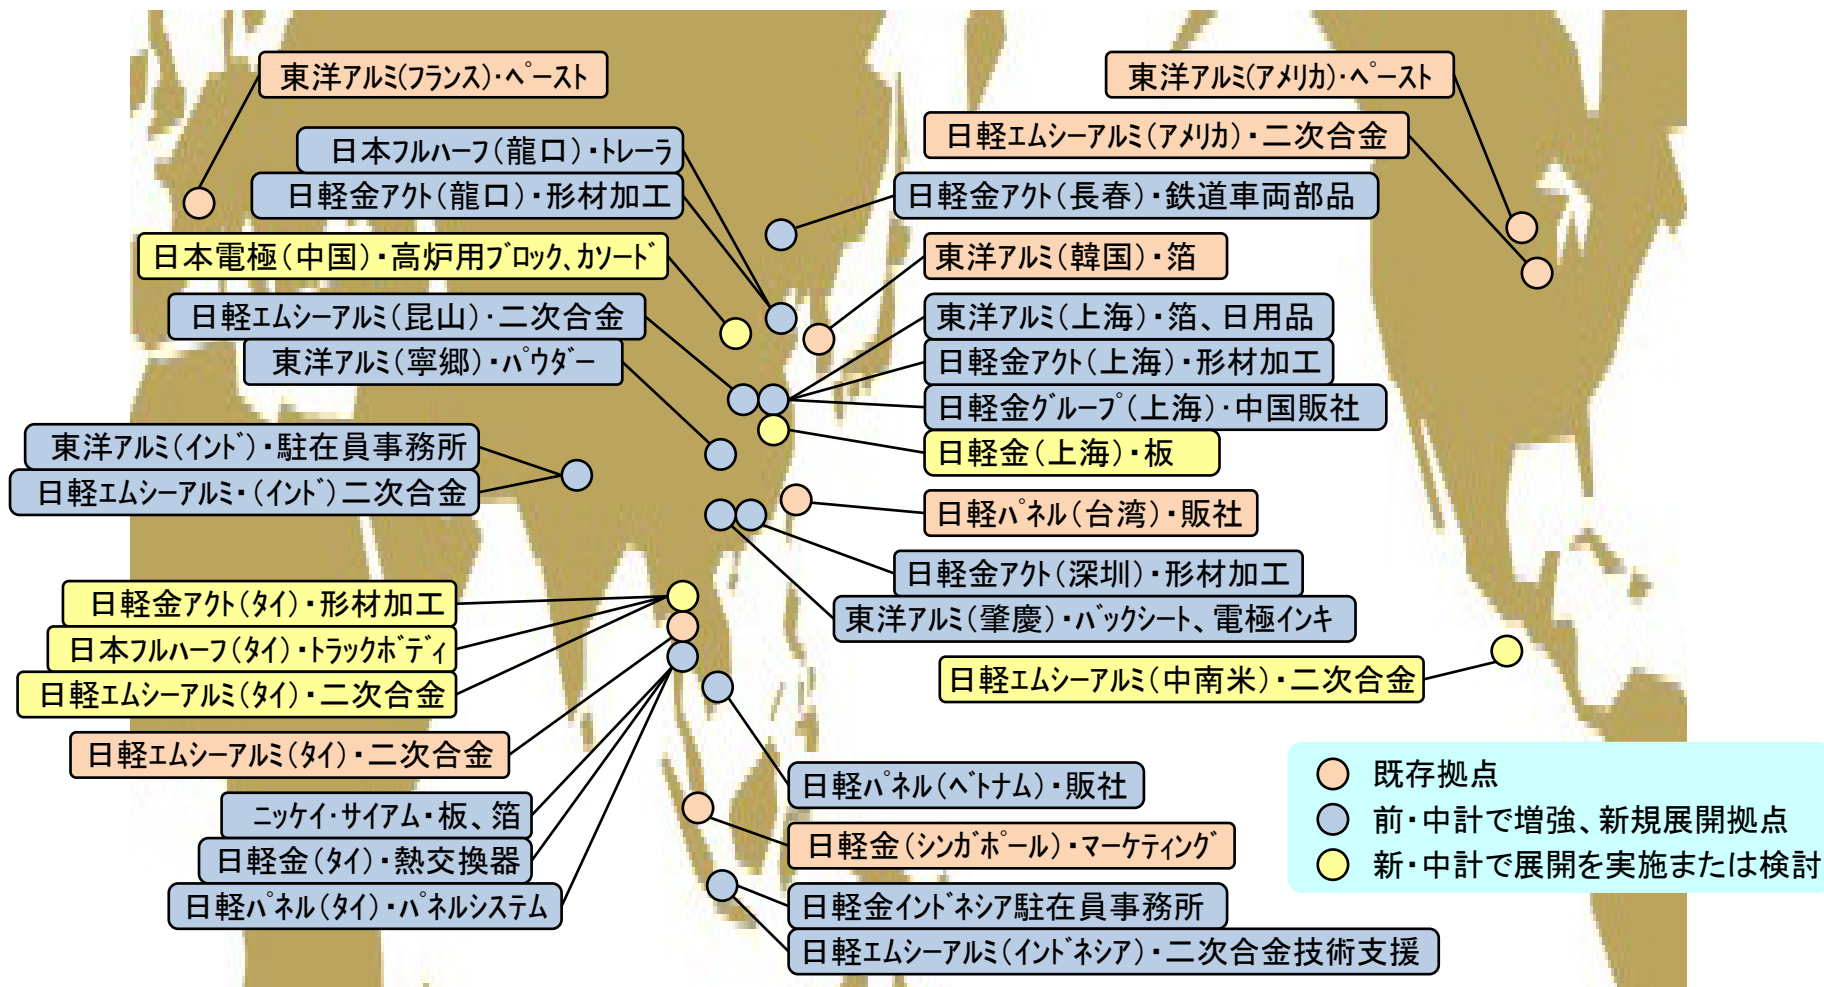 東洋アルミ(フランス)・ペースト
東洋アルミ(アメリカ)・ペースト
日本フルハーフ(龍口)・トレーラ
日軽エムシーアルミ(アメリカ)・二次合金
日軽金アクト(龍口)・形材加工
日軽金アクト(長春)・鉄道車両部品
日本電極(中国)・高炉用ブロック、カソード
東洋アルミ(韓国)・箔
日軽エムシーアルミ(昆山)・二次合金
東洋アルミ(上海)・箔、日用品
東洋アルミ(寧郷)・パウダー
日軽金アクト(上海)・形材加工
日軽金グループ(上海)・中国販社
東洋アルミ(インド)・駐在員事務所
日軽金(上海)・板
日軽エムシーアルミ・(インド)二次合金
日軽パネル(台湾)・販社
日軽金アクト(深圳)・形材加工
日軽金アクト(タイ)・形材加工
東洋アルミ(肇慶)・バックシート、電極インキ
日本フルハーフ(タイ)・トラックボディ
日軽エムシーアルミ(タイ)・二次合金
日軽エムシーアルミ(中南米)・二次合金
日軽エムシーアルミ(タイ)・二次合金
日軽パネル(ベトナム)・販社
ニッケイ・サイアム・板、箔
日軽金(シンガポール)・マーケティング
日軽金(タイ)・熱交換器
日軽パネル(タイ)・パネルシステム
日軽金インドネシア駐在員事務所
日軽エムシーアルミ(インドネシア)・二次合金技術支援
既存拠点
前・中計で増強、新規展開拠点
新・中計で展開を実施または検討